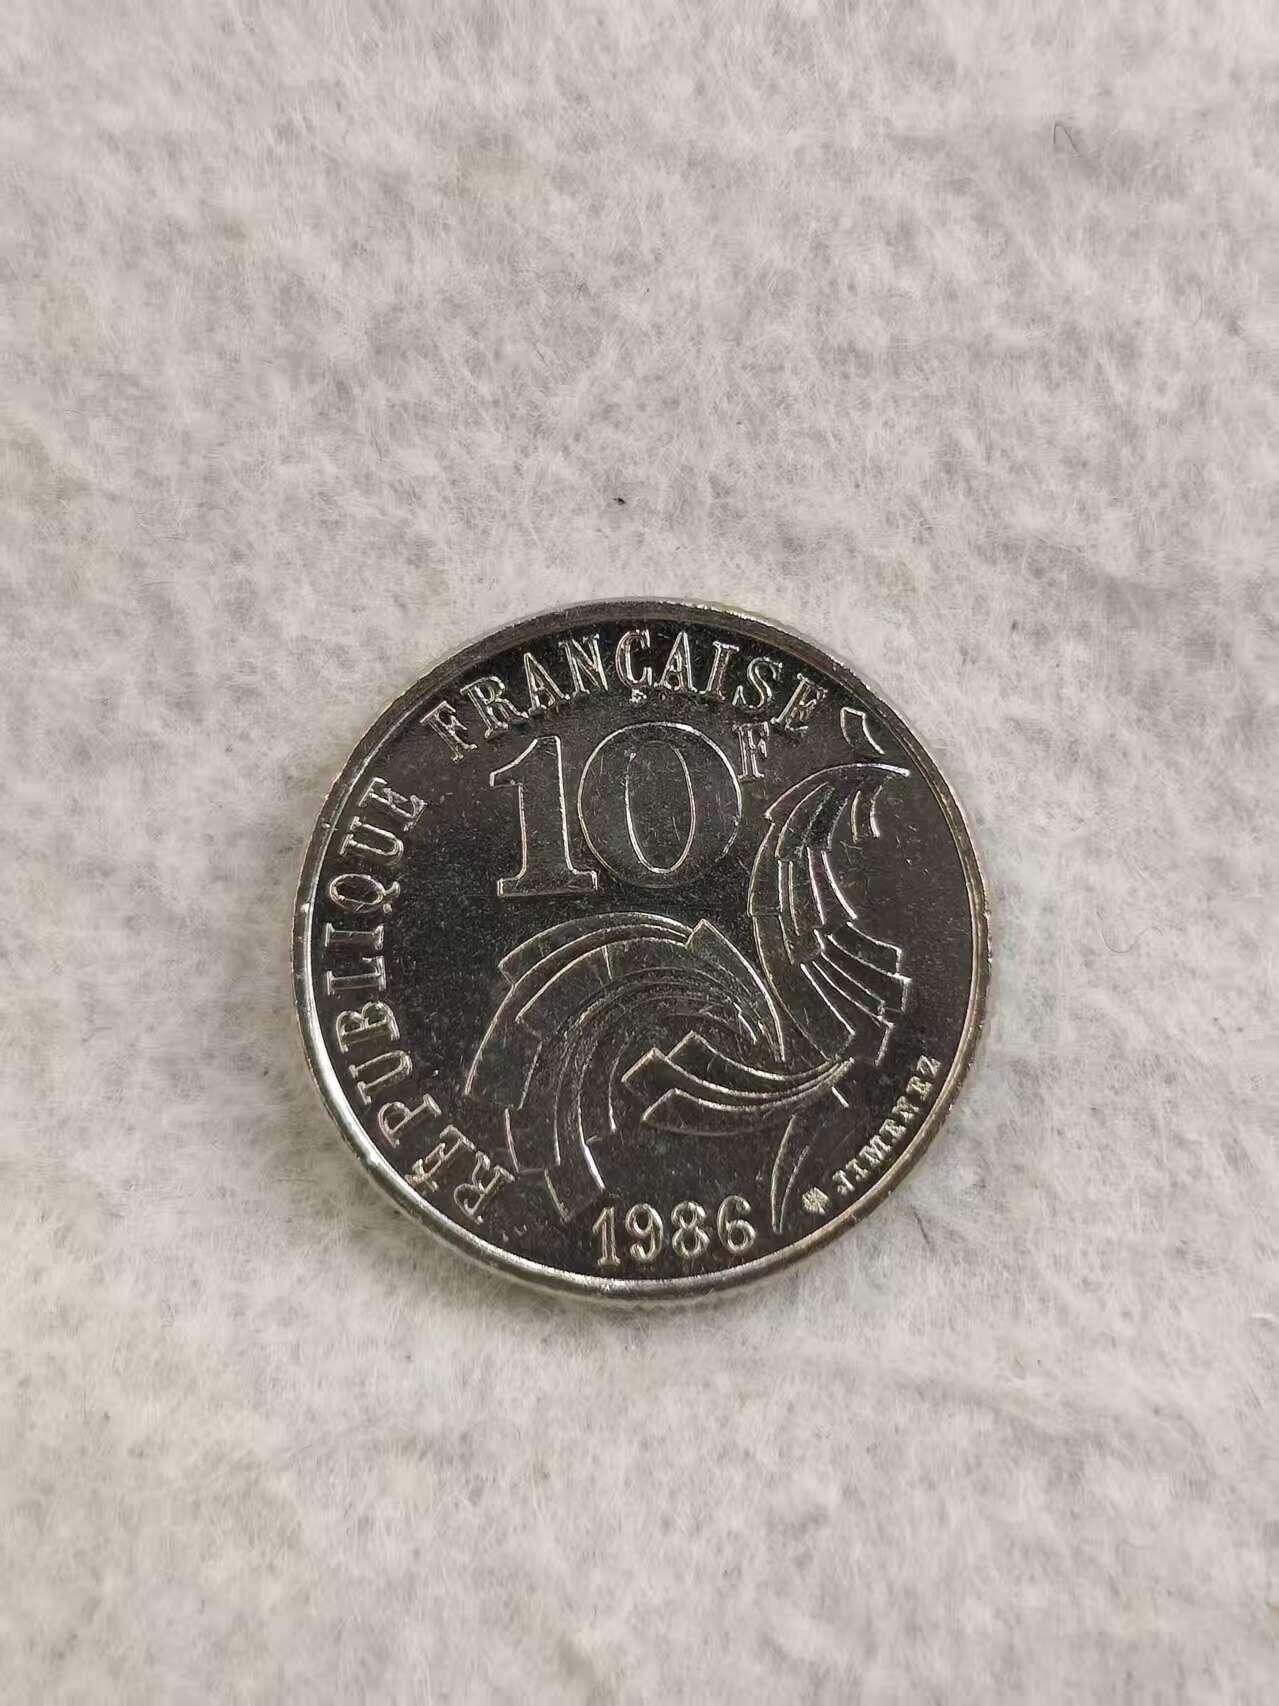 RÉPUBLIQUE FRANÇAISE
10F
1986
JIMENEZ